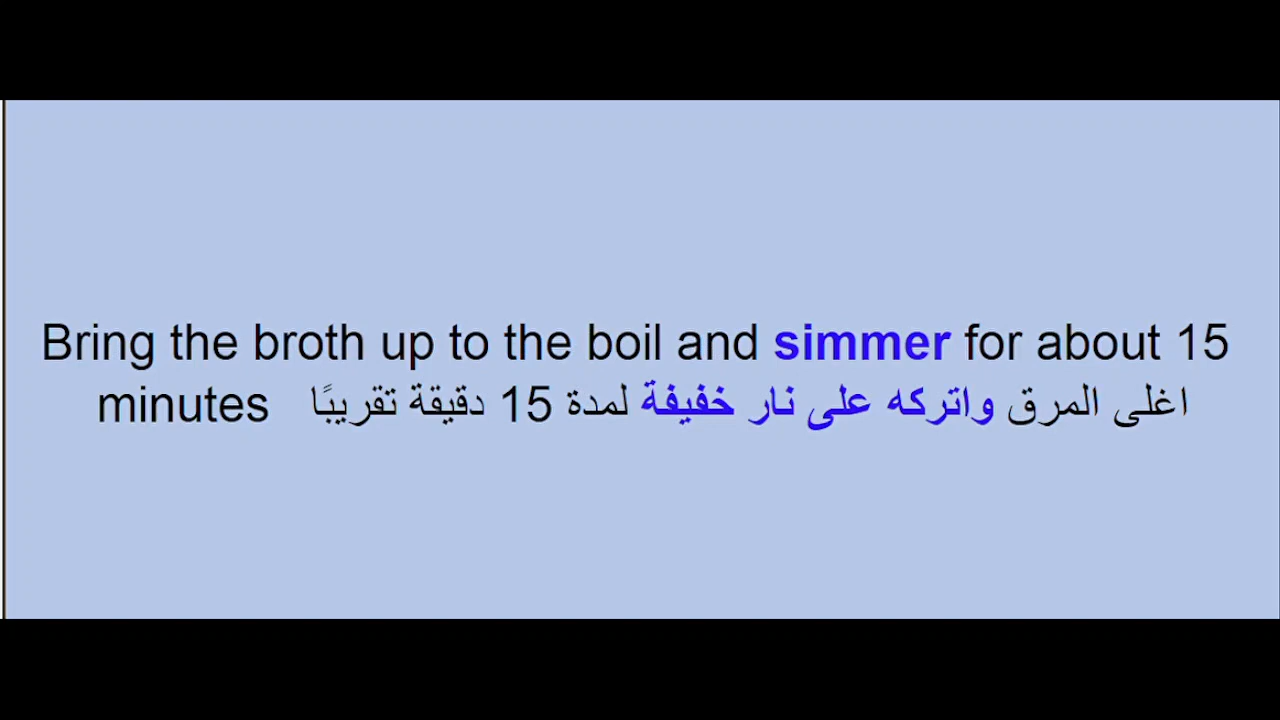 Bring the broth up to the boil and simmer for about 15
minutes اغلى المرق واتركه على نار خفيفة لمدة 15 دقيقة تقريبًا